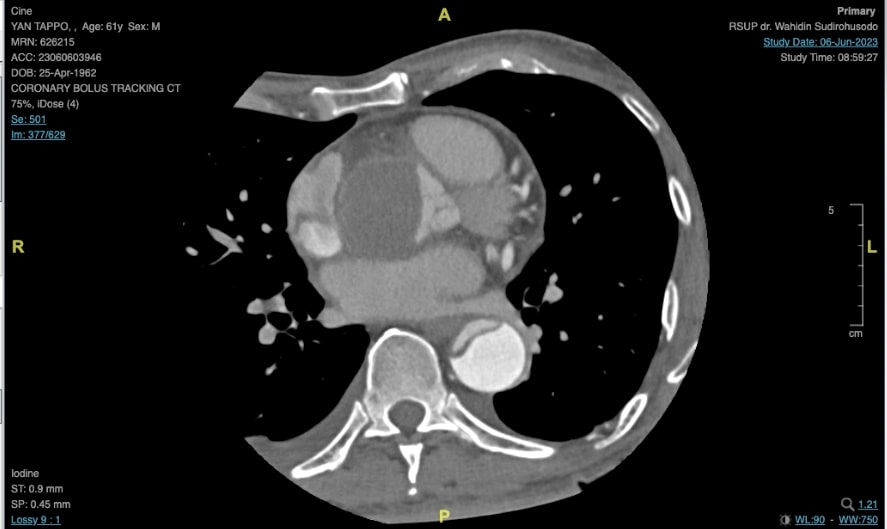 Cine
YAN TAPPO, , Age: 61y Sex: M
MRN: 626215
ACC: 23060603946
DOB: 25-Apr-1962
CORONARY BOLUS TRACKING CT
75%, iDose (4)
Se: 501
Im: 377/629
A
Primary
RSUP dr. Wahidin Sudirohusodo
Study Date: 06-Jun-2023
Study Time: 08:59:27
R
5
L
cm
Iodine
ST: 0.9 mm
SP: 0.45 mm
Lossy 9 : 1
P
1.21
WL:90 - WW:750